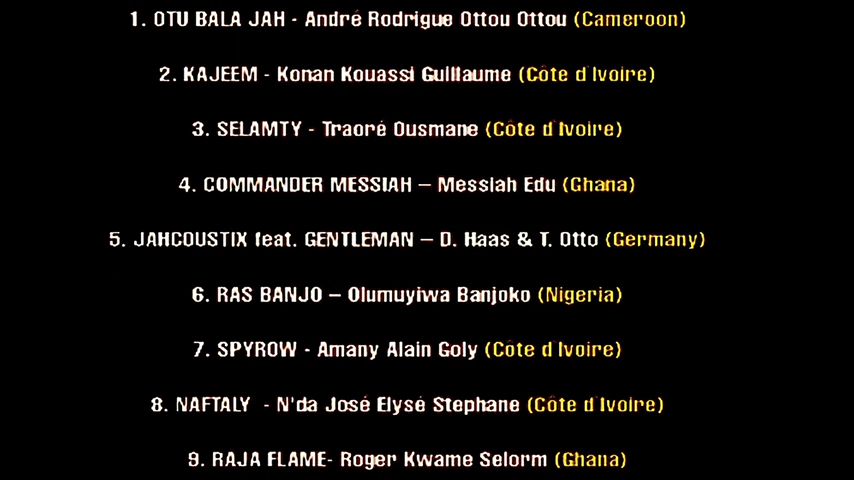 1. OTU BALA JAH - André Rodrigue Ottou Ottou (Cameroon)
2. KAJEEM - Konan Kouassi Guillaume (Côte d'Ivoire)
3. SELAMTY - Traoré Ousmane (Côte d'Ivoire)
4. COMMANDER MESSIAH – Messiah Edu (Ghana)
5. JAHCOUSTIX feat. GENTLEMAN – D. Haas & T. Otto (Germany)
6. RAS BANJO – Olumuyiwa Banjoko (Nigeria)
7. SPYROW - Amany Alain Goly (Côte d'Ivoire)
8. NAFTALY - N'da José Elysé Stephane (Côte d'Ivoire)
9. RAJA FLAME- Roger Kwame Selorm (Ghana)